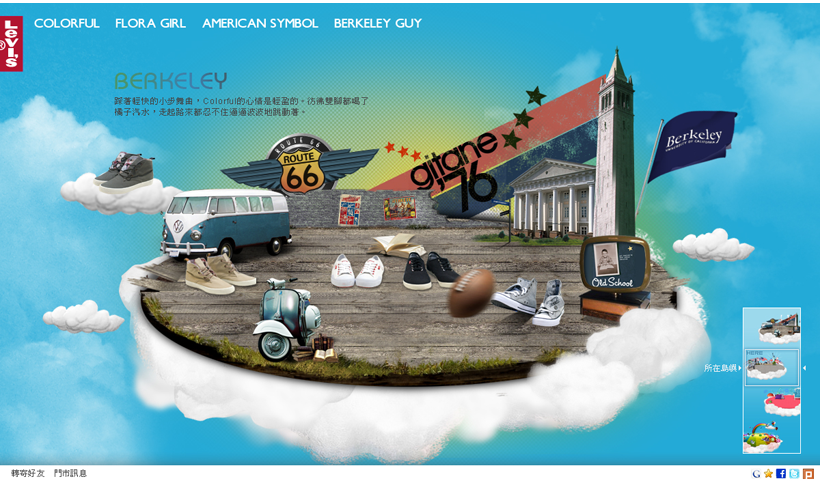 COLORFUL FLORA GIRL AMERICAN SYMBOL BERKELEY GUY
Levi's
®
BERKELEY
踩著輕快的小步舞曲,Colorful的心情是輕盈的。彷彿雙腳都喝了
橘子汽水,走起路來都忍不住逼逼波波地跳動著。
ROUTE 66
ROUTE
66
gitane
'76
Berkeley
UNIVERSITY OF CALIFORNIA
Old School
HERE
所在島嶼
轉寄好友 門市訊息
G